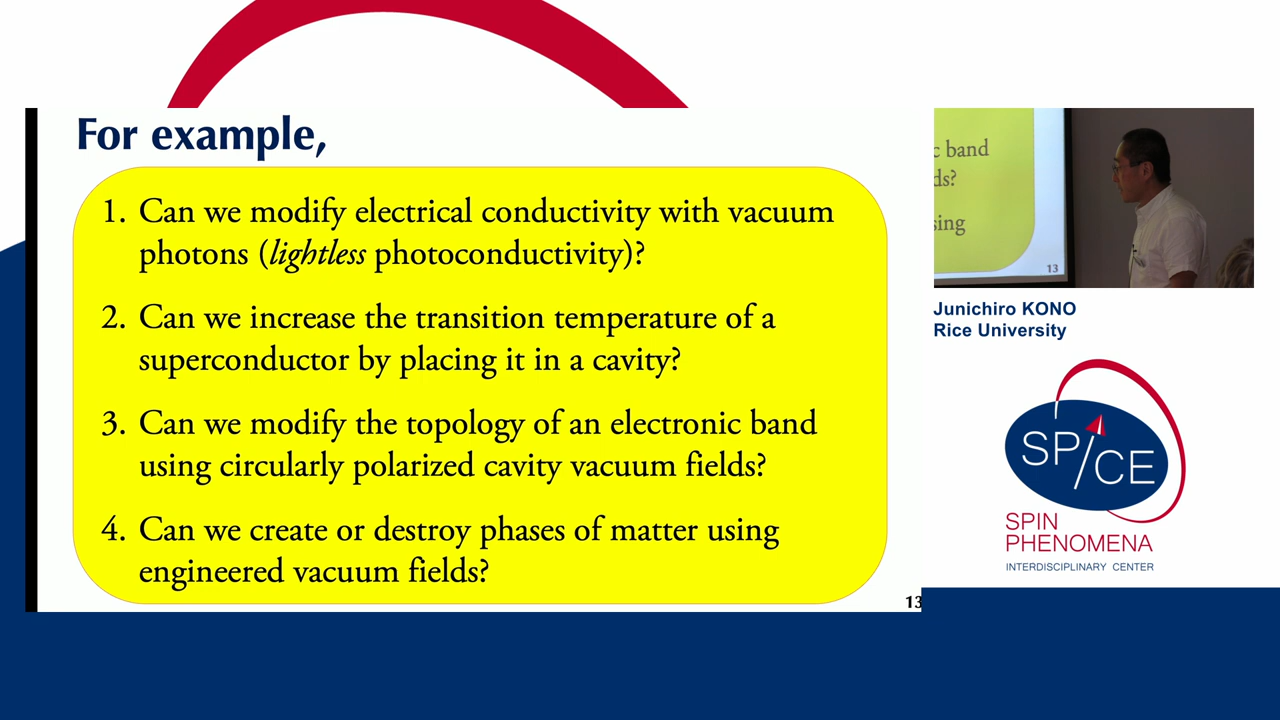 For example,
1. Can we modify electrical conductivity with vacuum
photons (lightless photoconductivity)?
2. Can we increase the transition temperature of a
superconductor by placing it in a cavity?
3. Can we modify the topology of an electronic band
using circularly polarized cavity vacuum fields?
4. Can we create or destroy phases of matter using
engineered vacuum fields?
13
c band
ds?
sing
13
Junichiro KONO
Rice University
SP/CE
SPIN
PHENOMENA
INTERDISCIPLINARY CENTER